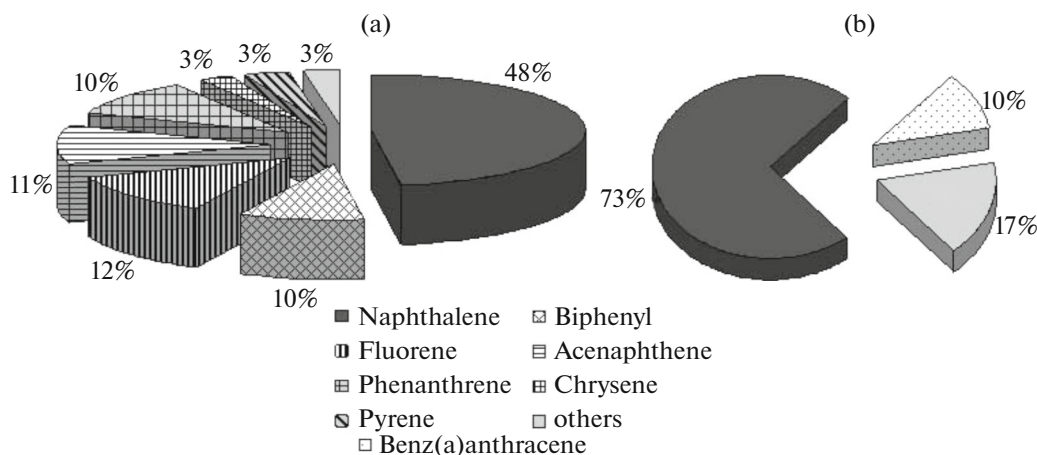 (a) (b)
3% 3% 3%
10% 48% 10%
11% 73% 17%
12% 10%
Naphthalene Biphenyl
Fluorene Acenaphthene
Phenanthrene Chrysene
Pyrene others
Benz(a)anthracene